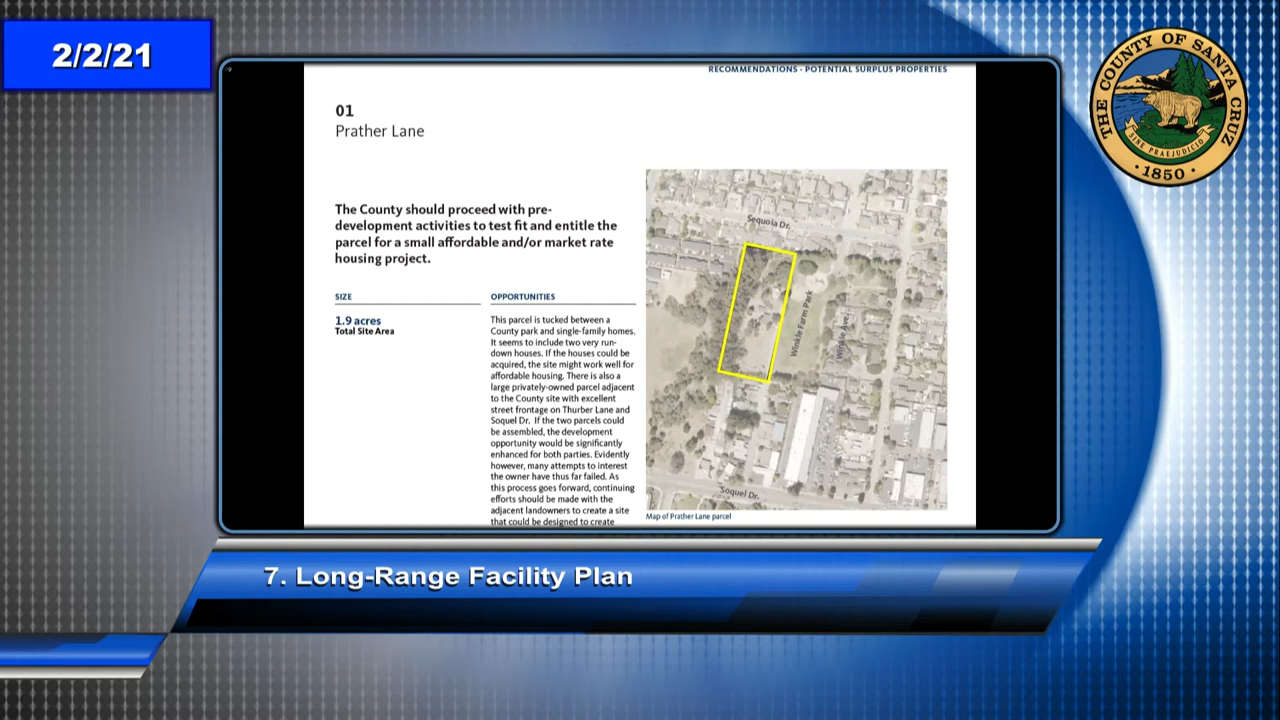 2/2/21
THE COUNTY OF SANTA CRUZ
SINE PRAEJUDICIO
• 1850 •
RECOMMENDATIONS - POTENTIAL SURPLUS PROPERTIES
01
Prather Lane
The County should proceed with pre-
development activities to test fit and entitle the
parcel for a small affordable and/or market rate
housing project.
SIZE
1.9 acres
Total Site Area
OPPORTUNITIES
This parcel is tucked between a
County park and single-family homes.
It seems to include two very run-
down houses. If the houses could be
acquired, the site might work well for
affordable housing. There is also a
large privately-owned parcel adjacent
to the County site with excellent
street frontage on Thurber Lane and
Soquel Dr. If the two parcels could
be assembled, the development
opportunity would be significantly
enhanced for both parties. Evidently
however, many attempts to interest
the owner have thus far failed. As
this process goes forward, continuing
efforts should be made with the
adjacent landowners to create a site
that could be designed to create
Sequoia Dr.
Winkle Farm Park
Winkle Ave
Soquel Dr.
Map of Prather Lane parcel
7. Long-Range Facility Plan